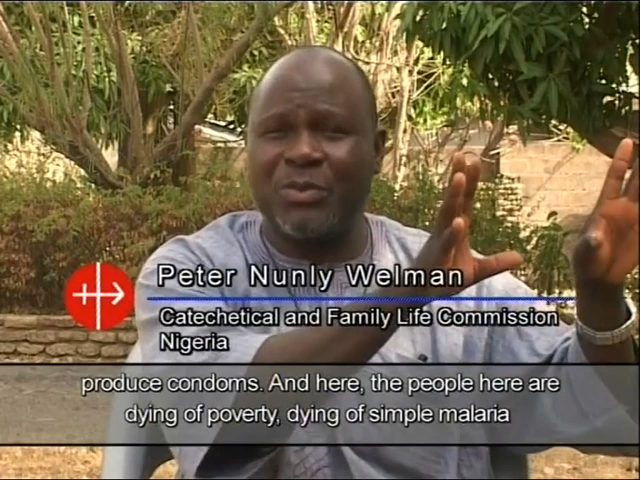 Peter Nunly Welman
Catechetical and Family Life Commission
Nigeria
produce condoms. And here, the people here are
dying of poverty, dying of simple malaria